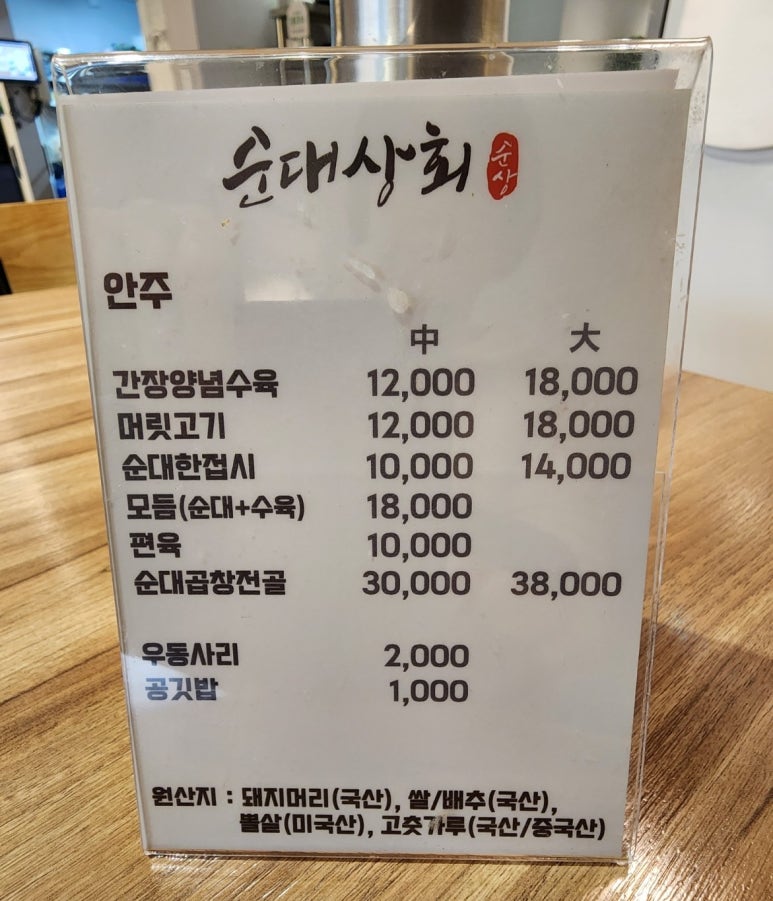 순대상회 순상
안주
中 大
간장양념수육 12,000 18,000
머릿고기 12,000 18,000
순대한접시 10,000 14,000
모듬(순대+수육) 18,000
편육 10,000
순대곱창전골 30,000 38,000
우동사리 2,000
공깃밥 1,000
원산지 : 돼지머리(국산), 쌀/배추(국산),
뽈살(미국산), 고춧가루(국산/중국산)